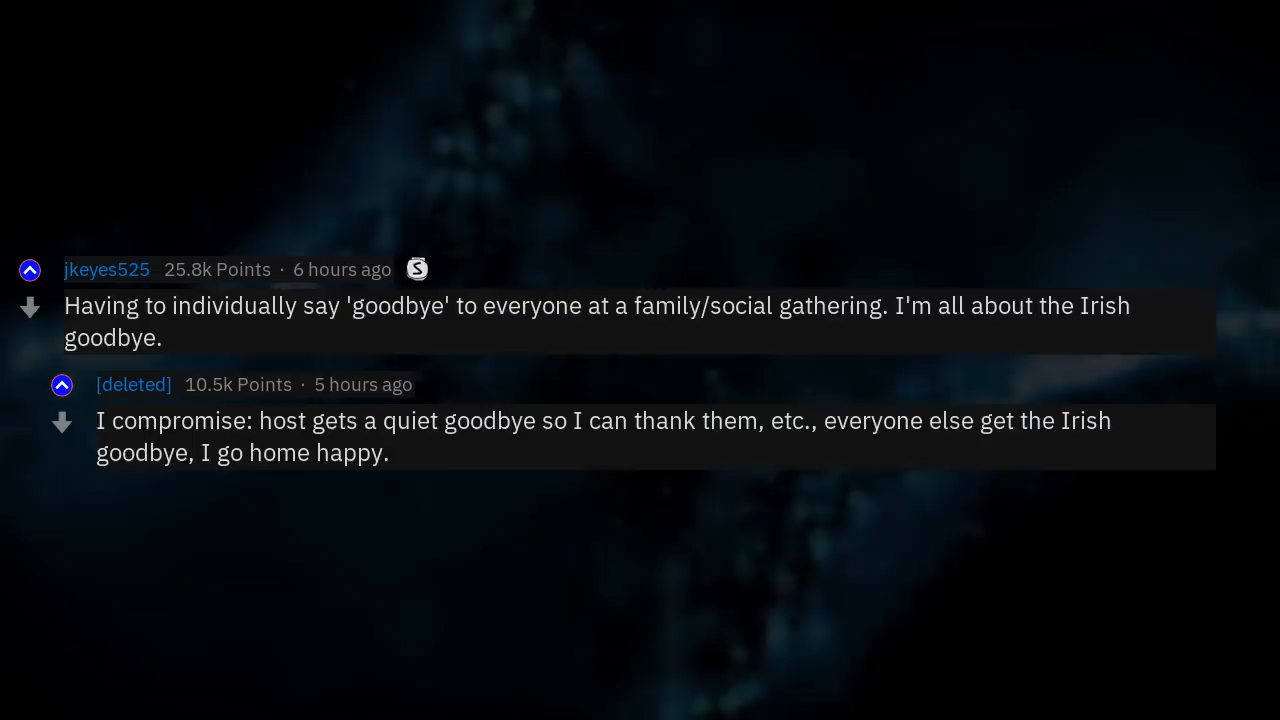 jkeyes525 25.8k Points · 6 hours ago S
Having to individually say 'goodbye' to everyone at a family/social gathering. I'm all about the Irish
goodbye.
[deleted] 10.5k Points · 5 hours ago
I compromise: host gets a quiet goodbye so I can thank them, etc., everyone else get the Irish
goodbye, I go home happy.